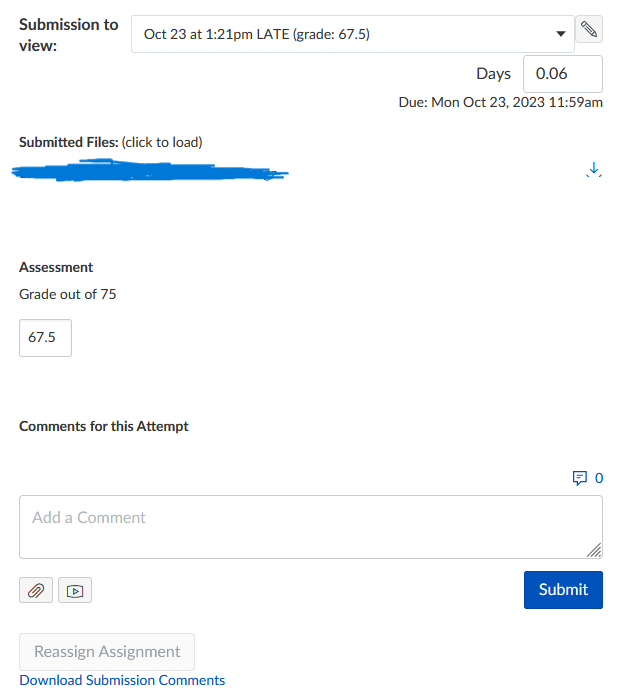 Submission to
view:
Oct 23 at 1:21pm LATE (grade: 67.5)
Days
0.06
Due: Mon Oct 23, 2023 11:59am
Submitted Files: (click to load)
Assessment
Grade out of 75
67.5
Comments for this Attempt
0
Add a Comment
Submit
Reassign Assignment
Download Submission Comments